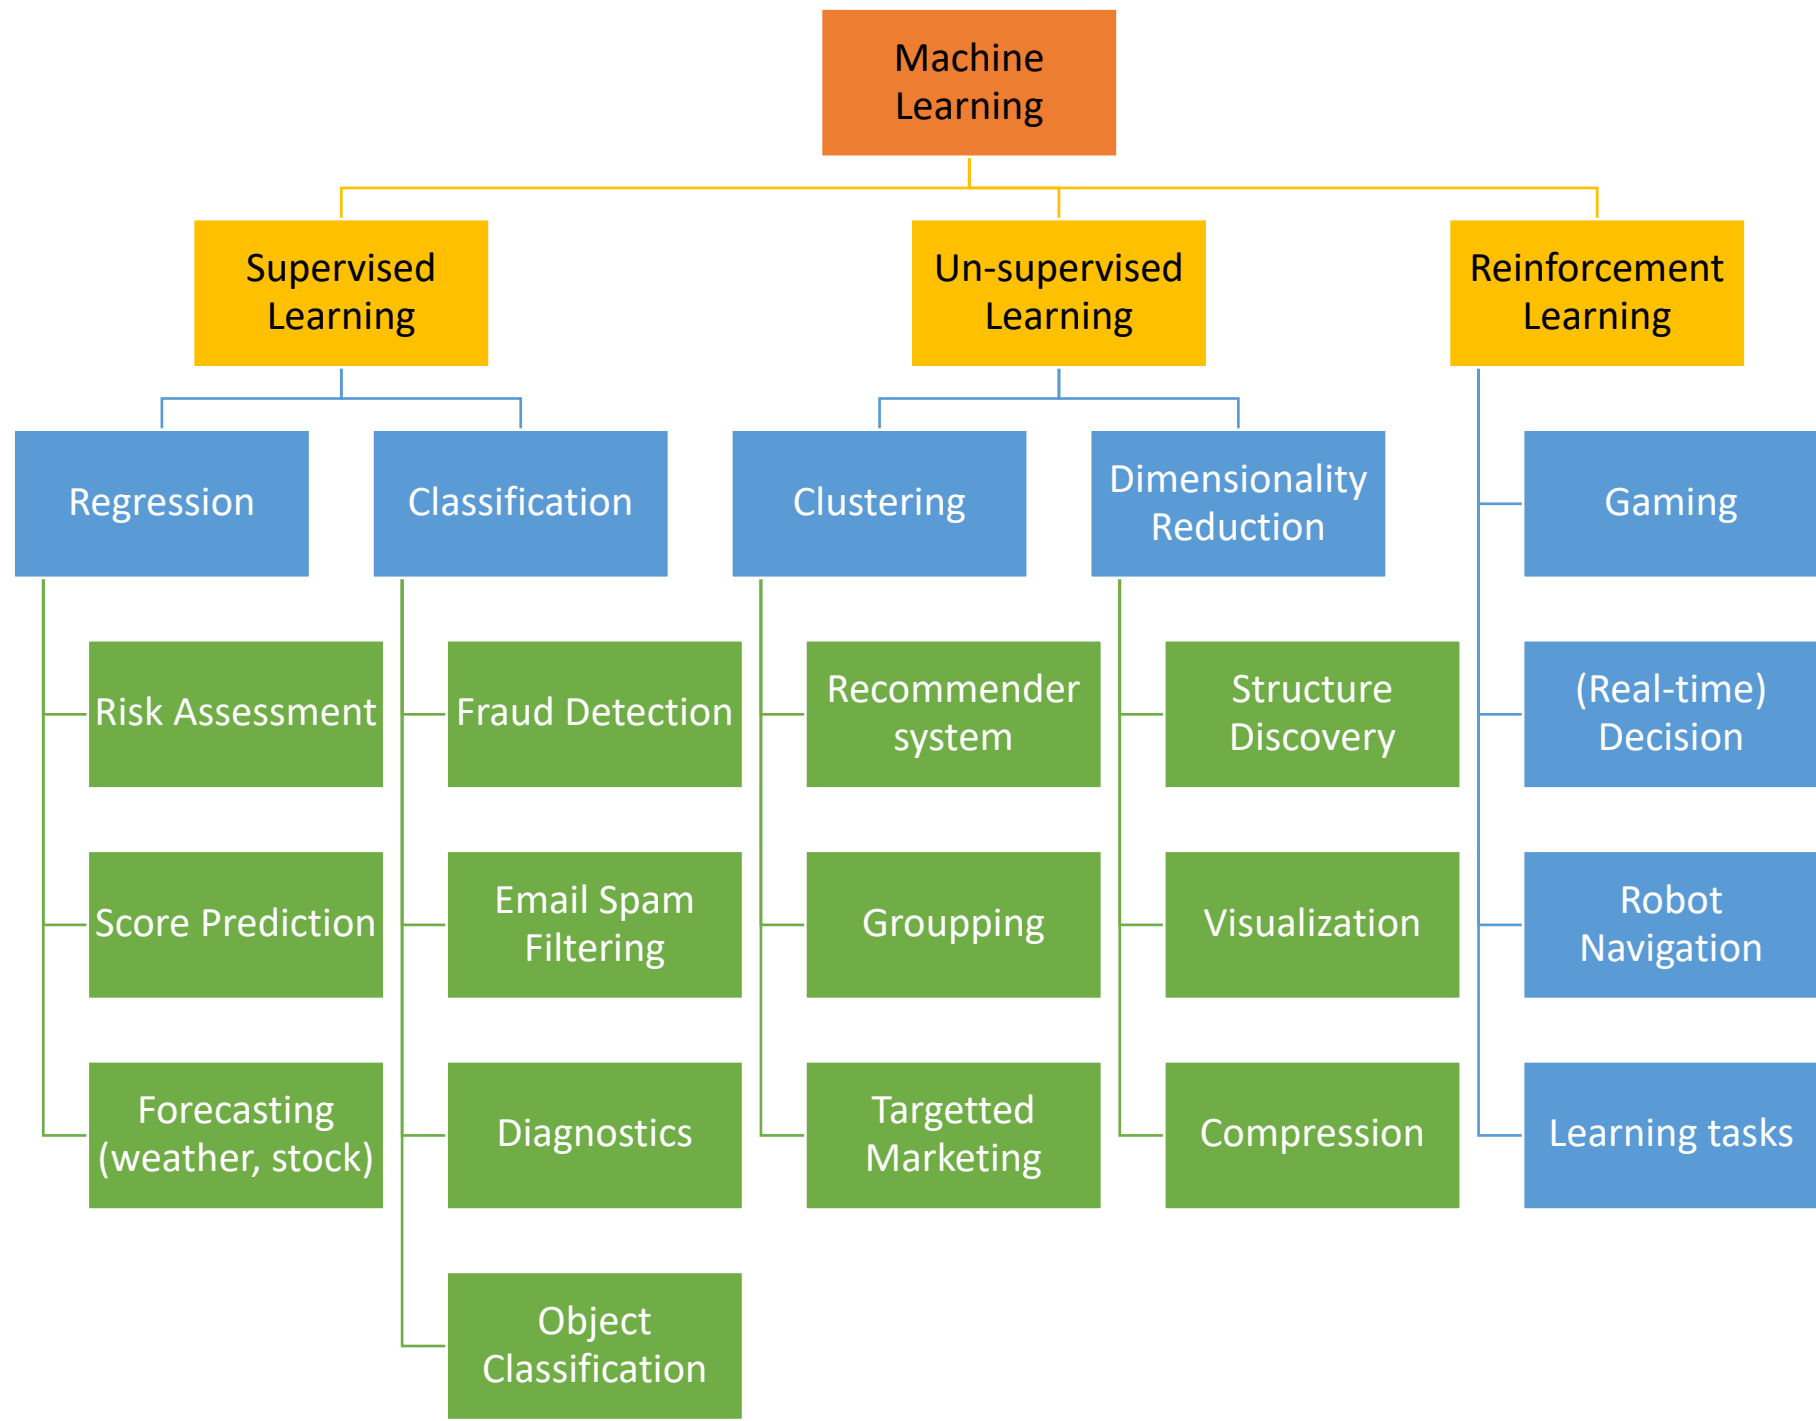 Machine
Learning
Supervised
Learning
Un-supervised
Learning
Reinforcement
Learning
Regression
Classification
Clustering
Dimensionality
Reduction
Gaming
Risk Assessment
Fraud Detection
Recommender
system
Structure
Discovery
(Real-time)
Decision
Score Prediction
Email Spam
Filtering
Groupping
Visualization
Robot
Navigation
Forecasting
(weather, stock)
Diagnostics
Targetted
Marketing
Compression
Learning tasks
Object
Classification